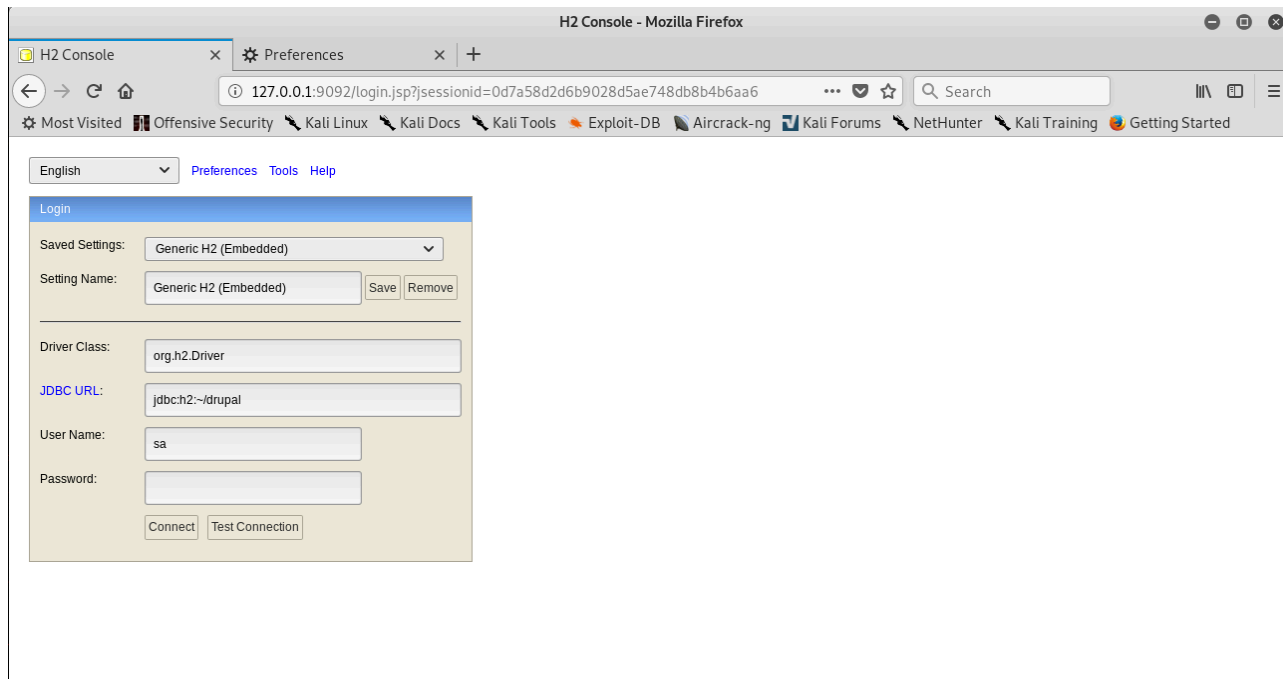 H2 Console - Mozilla Firefox
H2 Console Preferences
127.0.0.1:9092/login.jsp?jsessionid=0d7a58d2d6b9028d5ae748db8b4b6aa6 Search
Most Visited Offensive Security Kali Linux Kali Docs Kali Tools Exploit-DB Aircrack-ng Kali Forums NetHunter Kali Training Getting Started
English Preferences Tools Help
Login
Saved Settings: Generic H2 (Embedded)
Setting Name: Generic H2 (Embedded) Save Remove
Driver Class: org.h2.Driver
JDBC URL: jdbc:h2:~/drupal
User Name: sa
Password:
Connect Test Connection